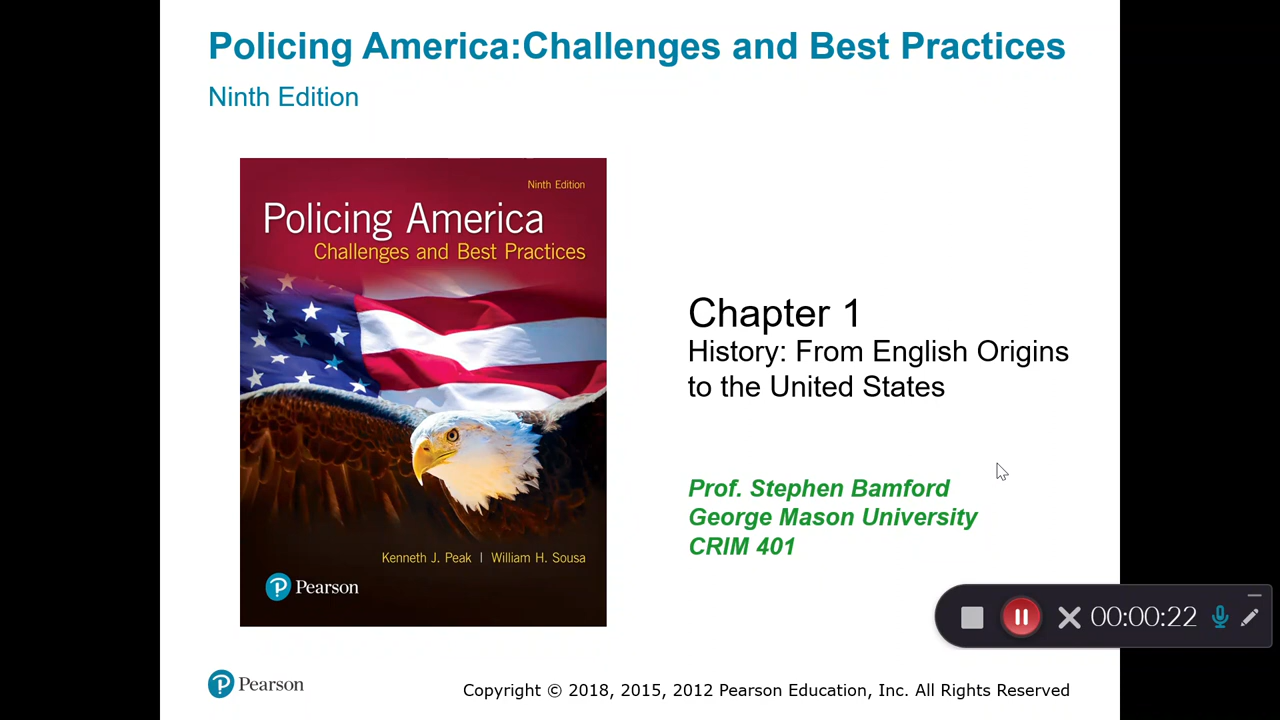 Policing America:Challenges and Best Practices
Ninth Edition
Ninth Edition
Policing America
Challenges and Best Practices
Kenneth J. Peak | William H. Sousa
Pearson
Chapter 1
History: From English Origins
to the United States
Prof. Stephen Bamford
George Mason University
CRIM 401
00:00:22
Pearson
Copyright © 2018, 2015, 2012 Pearson Education, Inc. All Rights Reserved